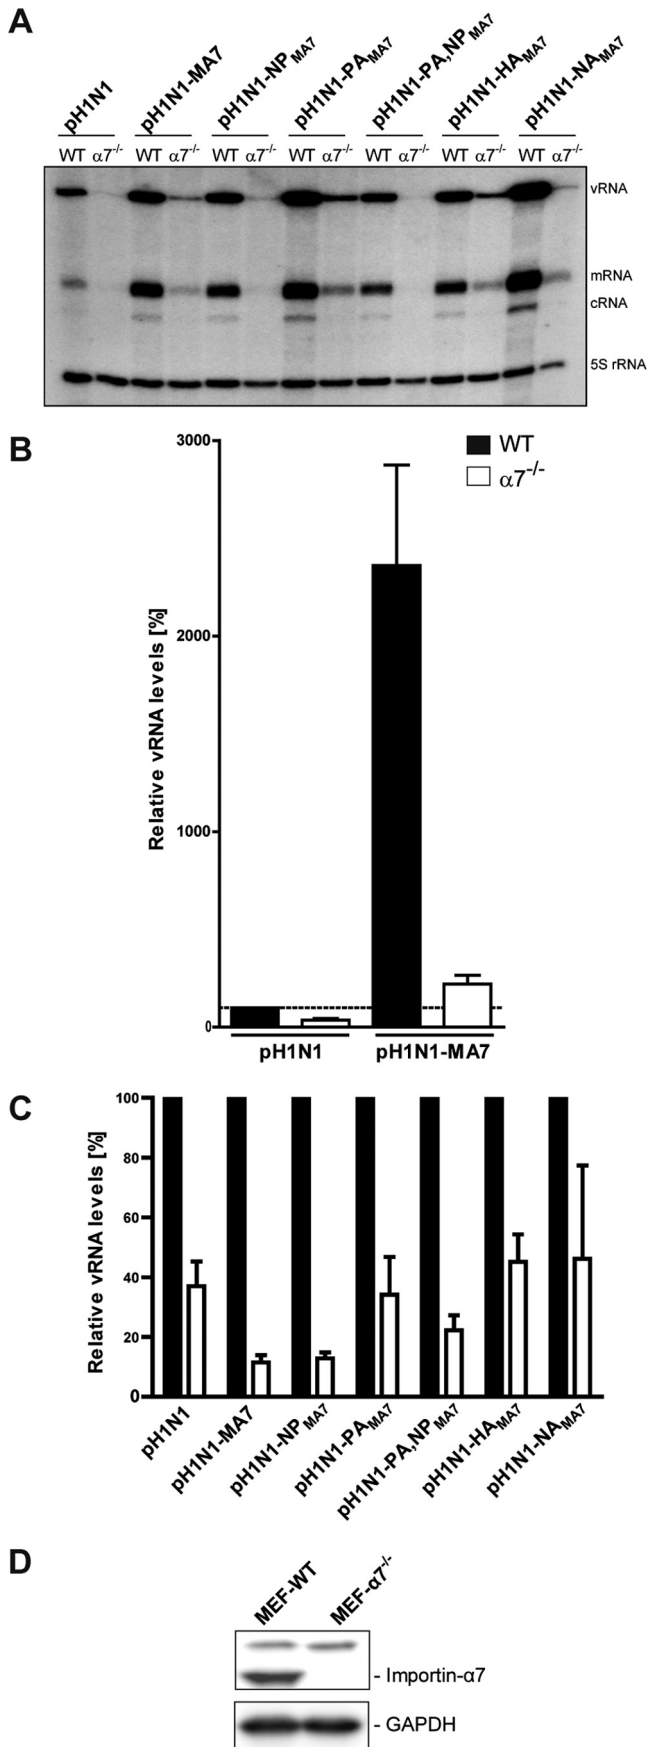 A
pH1N1 pH1N1-MA7 pH1N1-NPMA7 pH1N1-PAMA7 pH1N1-PA,NPMA7 pH1N1-HAMA7 pH1N1-NAMA7
WT α7-/- WT α7-/- WT α7-/- WT α7-/- WT α7-/- WT α7-/- WT α7-/-
vRNA
mRNA
cRNA
5S rRNA
B
WT
α7-/-
Relative vRNA levels [%]
3000
2000
1000
0
pH1N1 pH1N1-MA7
C
Relative vRNA levels [%]
100
80
60
40
20
0
pH1N1 pH1N1-MA7 pH1N1-NPMA7 pH1N1-PAMA7 pH1N1-PA,NPMA7 pH1N1-HAMA7 pH1N1-NAMA7
D
MEF-WT MEF-α7-/-
- Importin-α7
- GAPDH